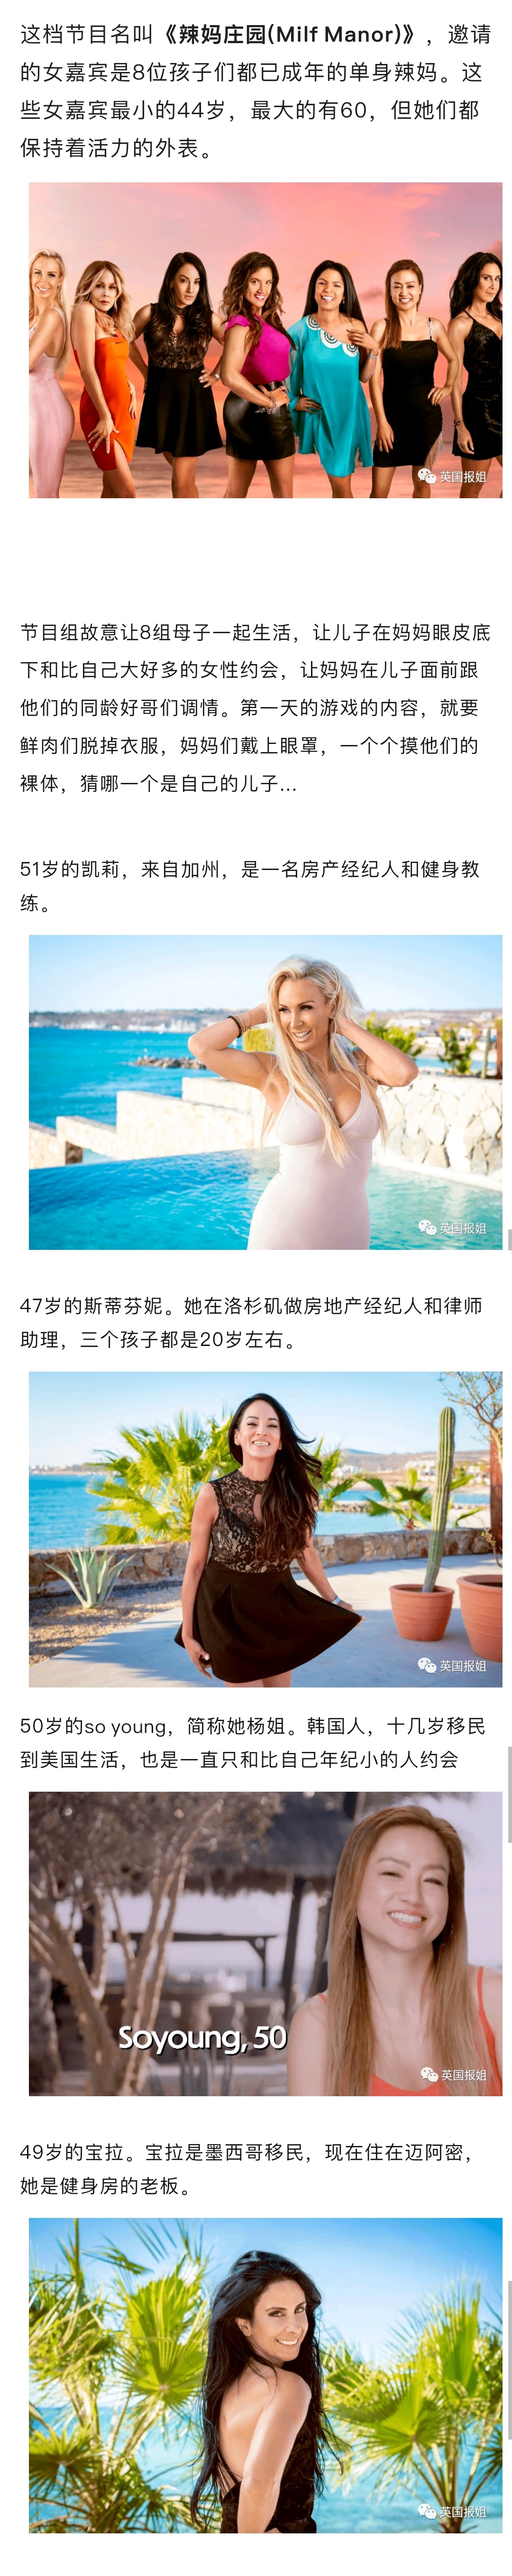 这档节目名叫《辣妈庄园(Milf Manor)》，邀请
的女嘉宾是8位孩子们都已成年的单身辣妈。这
些女嘉宾最小的44岁，最大的有60，但她们都
保持着活力的外表。
英国报姐
节目组故意让8组母子一起生活，让儿子在妈妈眼皮底
下和比自己大好多的女性约会，让妈妈在儿子面前跟
他们的同龄好哥们调情。第一天的游戏的内容，就要
鲜肉们脱掉衣服，妈妈们戴上眼罩，一个个摸他们的
裸体，猜哪一个是自己的儿子...
51岁的凯莉，来自加州，是一名房产经纪人和健身教
练。
英国报姐
47岁的斯蒂芬妮。她在洛杉矶做房地产经纪人和律师
助理，三个孩子都是20岁左右。
英国报姐
50岁的so young，简称她杨姐。韩国人，十几岁移民
到美国生活，也是一直只和比自己年纪小的人约会
Soyoung, 50
英国报姐
49岁的宝拉。宝拉是墨西哥移民，现在住在迈阿密，
她是健身房的老板。
英国报姐